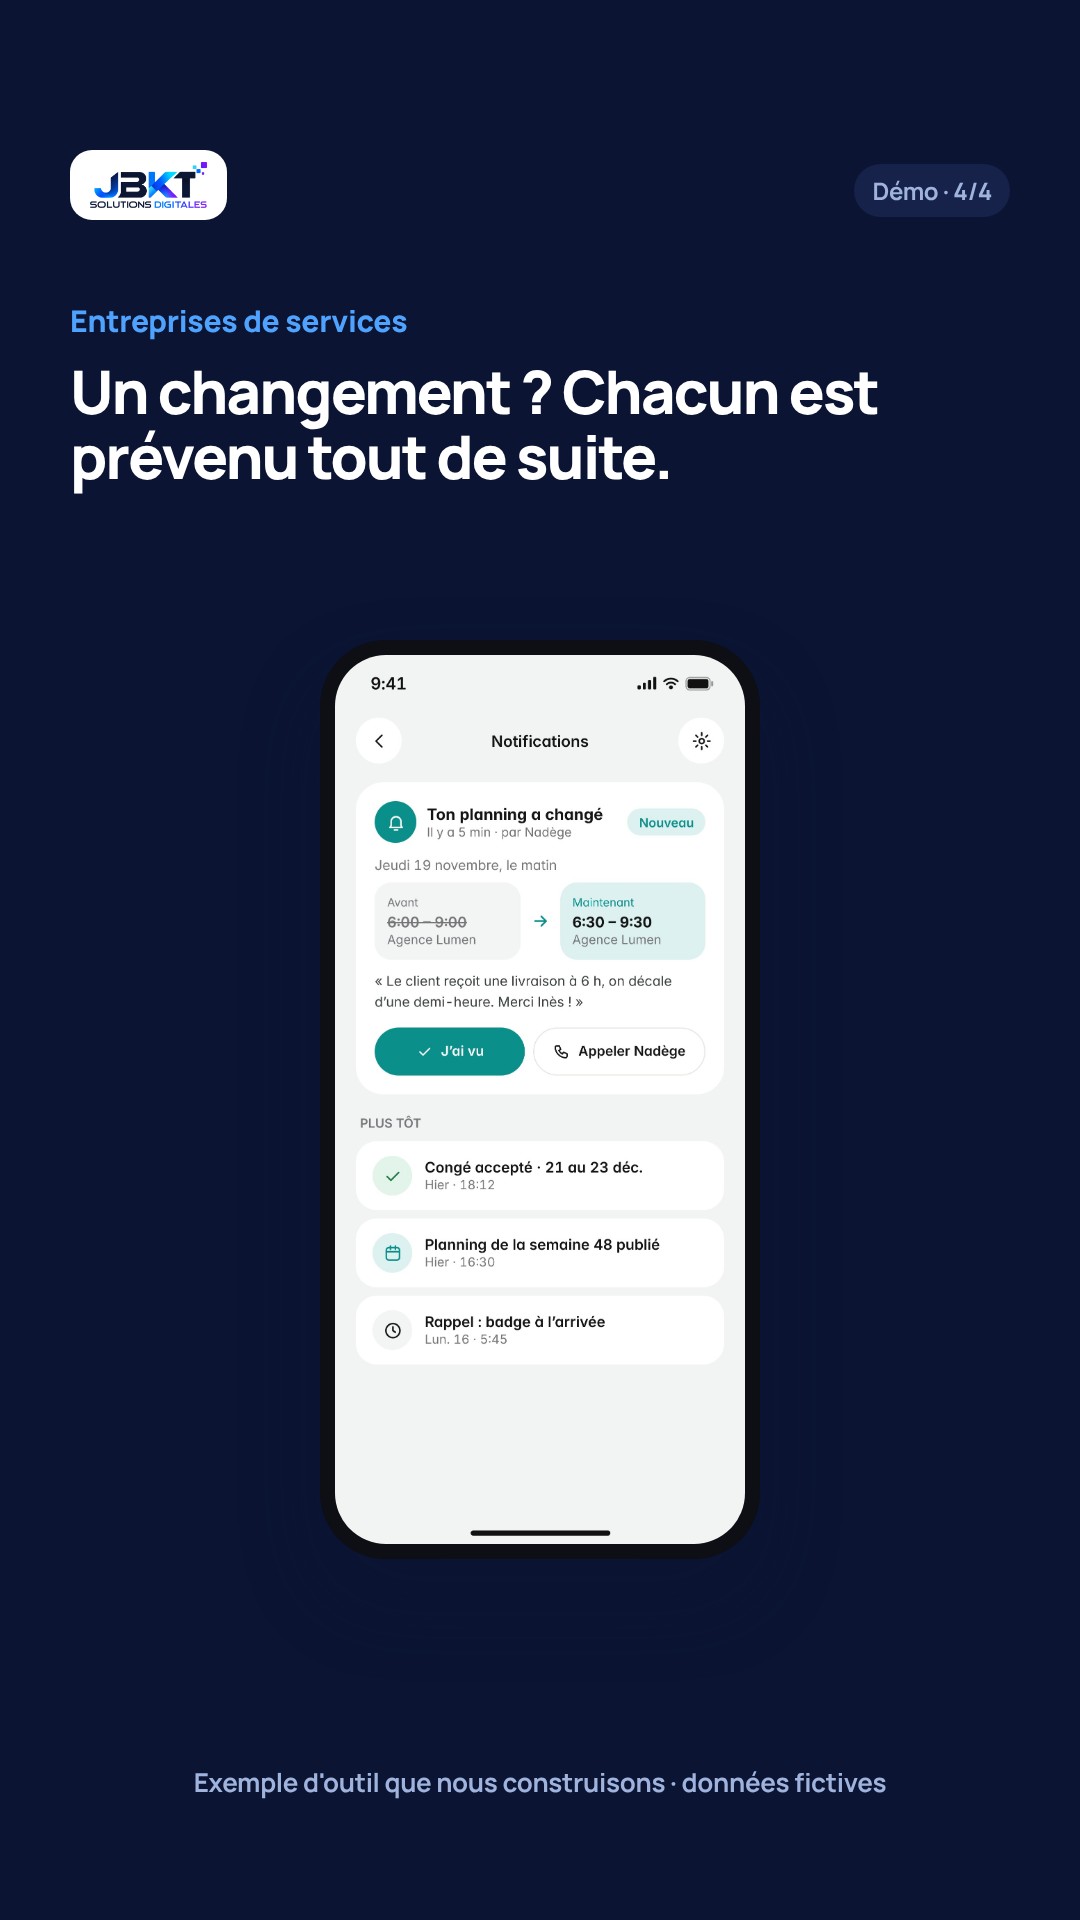 JBKT
SOLUTIONS DIGITALES
Démo · 4/4
Entreprises de services
Un changement ? Chacun est
prévenu tout de suite.
9:41
Notifications
Ton planning a changé
Il y a 5 min · par Nadège
Nouveau
Jeudi 19 novembre, le matin
Avant
6:00 – 9:00
Agence Lumen
Maintenant
6:30 – 9:30
Agence Lumen
« Le client reçoit une livraison à 6 h, on décale
d’une demi-heure. Merci Inès ! »
J’ai vu
Appeler Nadège
PLUS TÔT
Congé accepté · 21 au 23 déc.
Hier · 18:12
Planning de la semaine 48 publié
Hier · 16:30
Rappel : badge à l’arrivée
Lun. 16 · 5:45
Exemple d'outil que nous construisons · données fictives